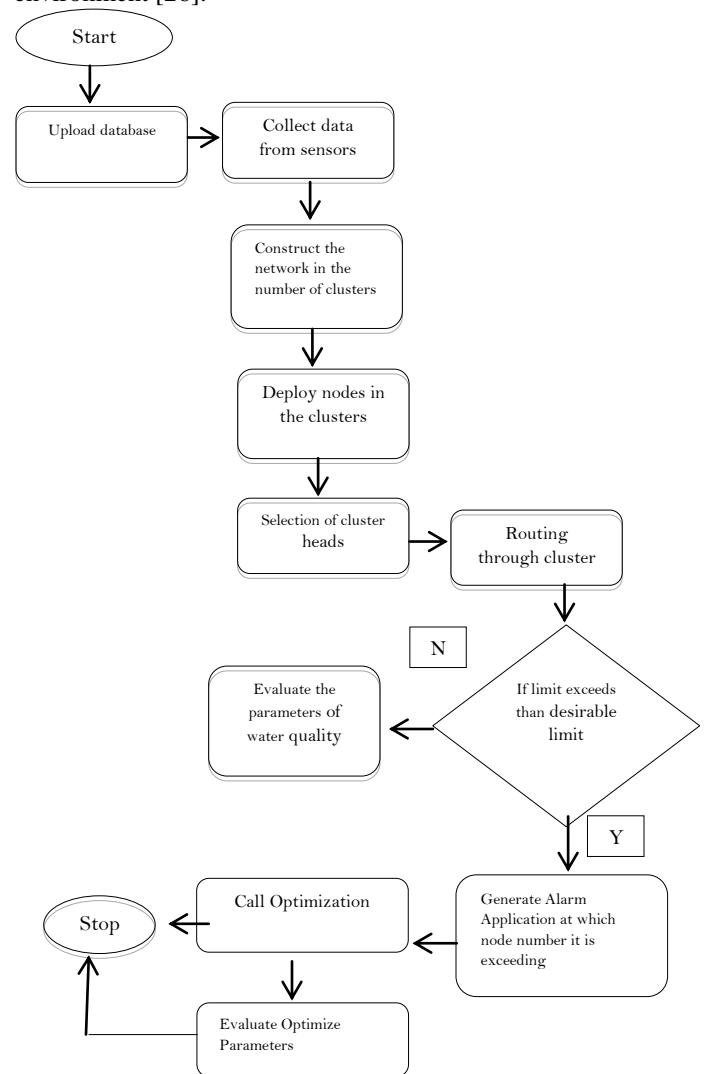 environment [26].
Start
Upload database
Collect data
from sensors
Construct the
network in the
number of clusters
Deploy nodes in
the clusters
Selection of cluster
heads
Routing
through cluster
N
If limit exceeds
than desirable
limit
Evaluate the
parameters of
water quality
Y
Generate Alarm
Application at which
node number it is
exceeding
Call Optimization
Stop
Evaluate Optimize
Parameters